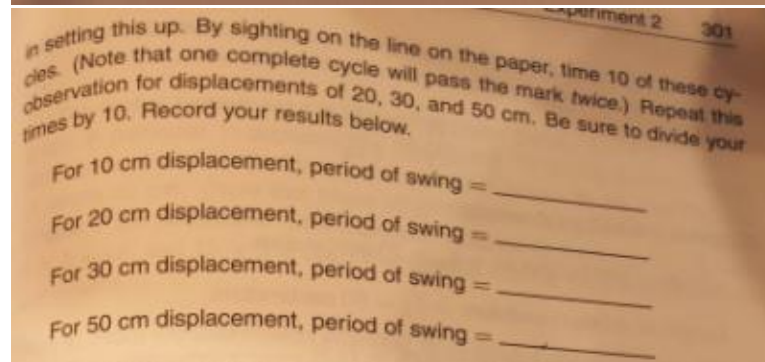 Experiment 2 301
in setting this up. By sighting on the line on the paper, time 10 of these cy-
cles. (Note that one complete cycle will pass the mark twice.) Repeat this
observation for displacements of 20, 30, and 50 cm. Be sure to divide your
times by 10. Record your results below.
For 10 cm displacement, period of swing =
For 20 cm displacement, period of swing =
For 30 cm displacement, period of swing =
For 50 cm displacement, period of swing =